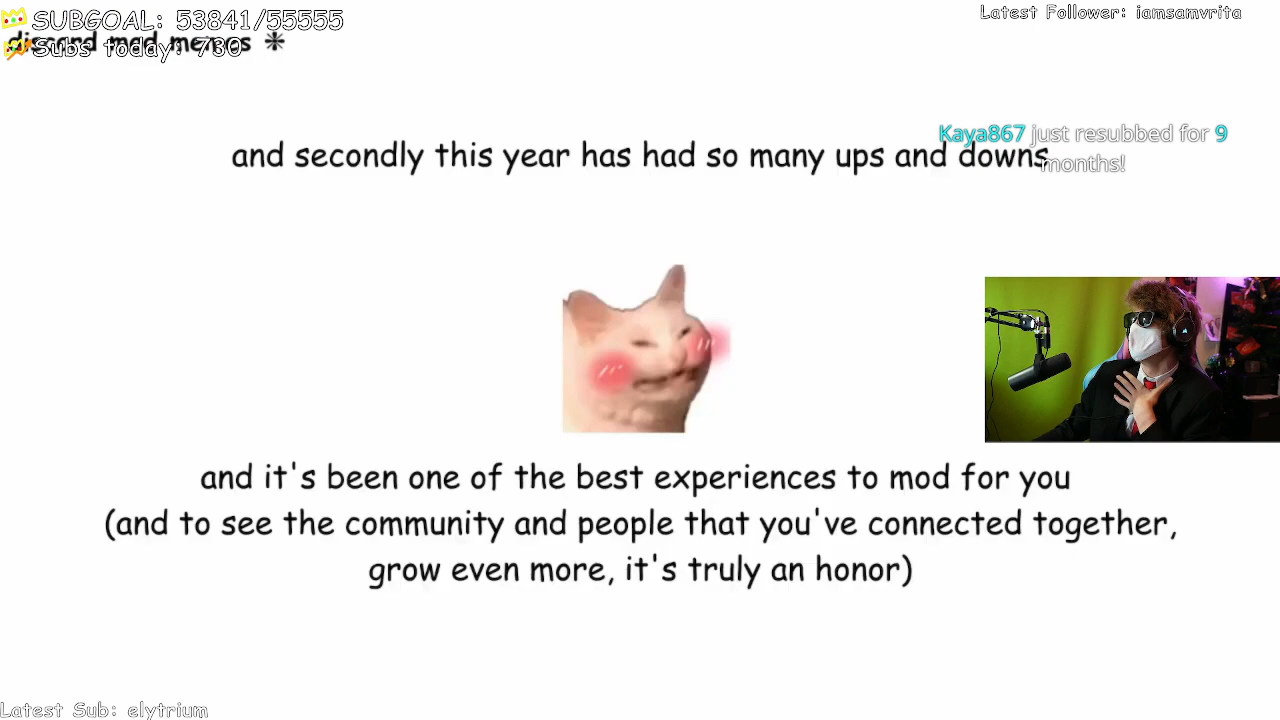 SUBGOAL: 53841/55555
discord mod memes ❋
Subs today: 730
Latest Follower: iamsamvrita
Kaya867 just resubbed for 9
months!
and secondly this year has had so many ups and downs
and it's been one of the best experiences to mod for you
(and to see the community and people that you've connected together,
grow even more, it's truly an honor)
Latest Sub: elytrium